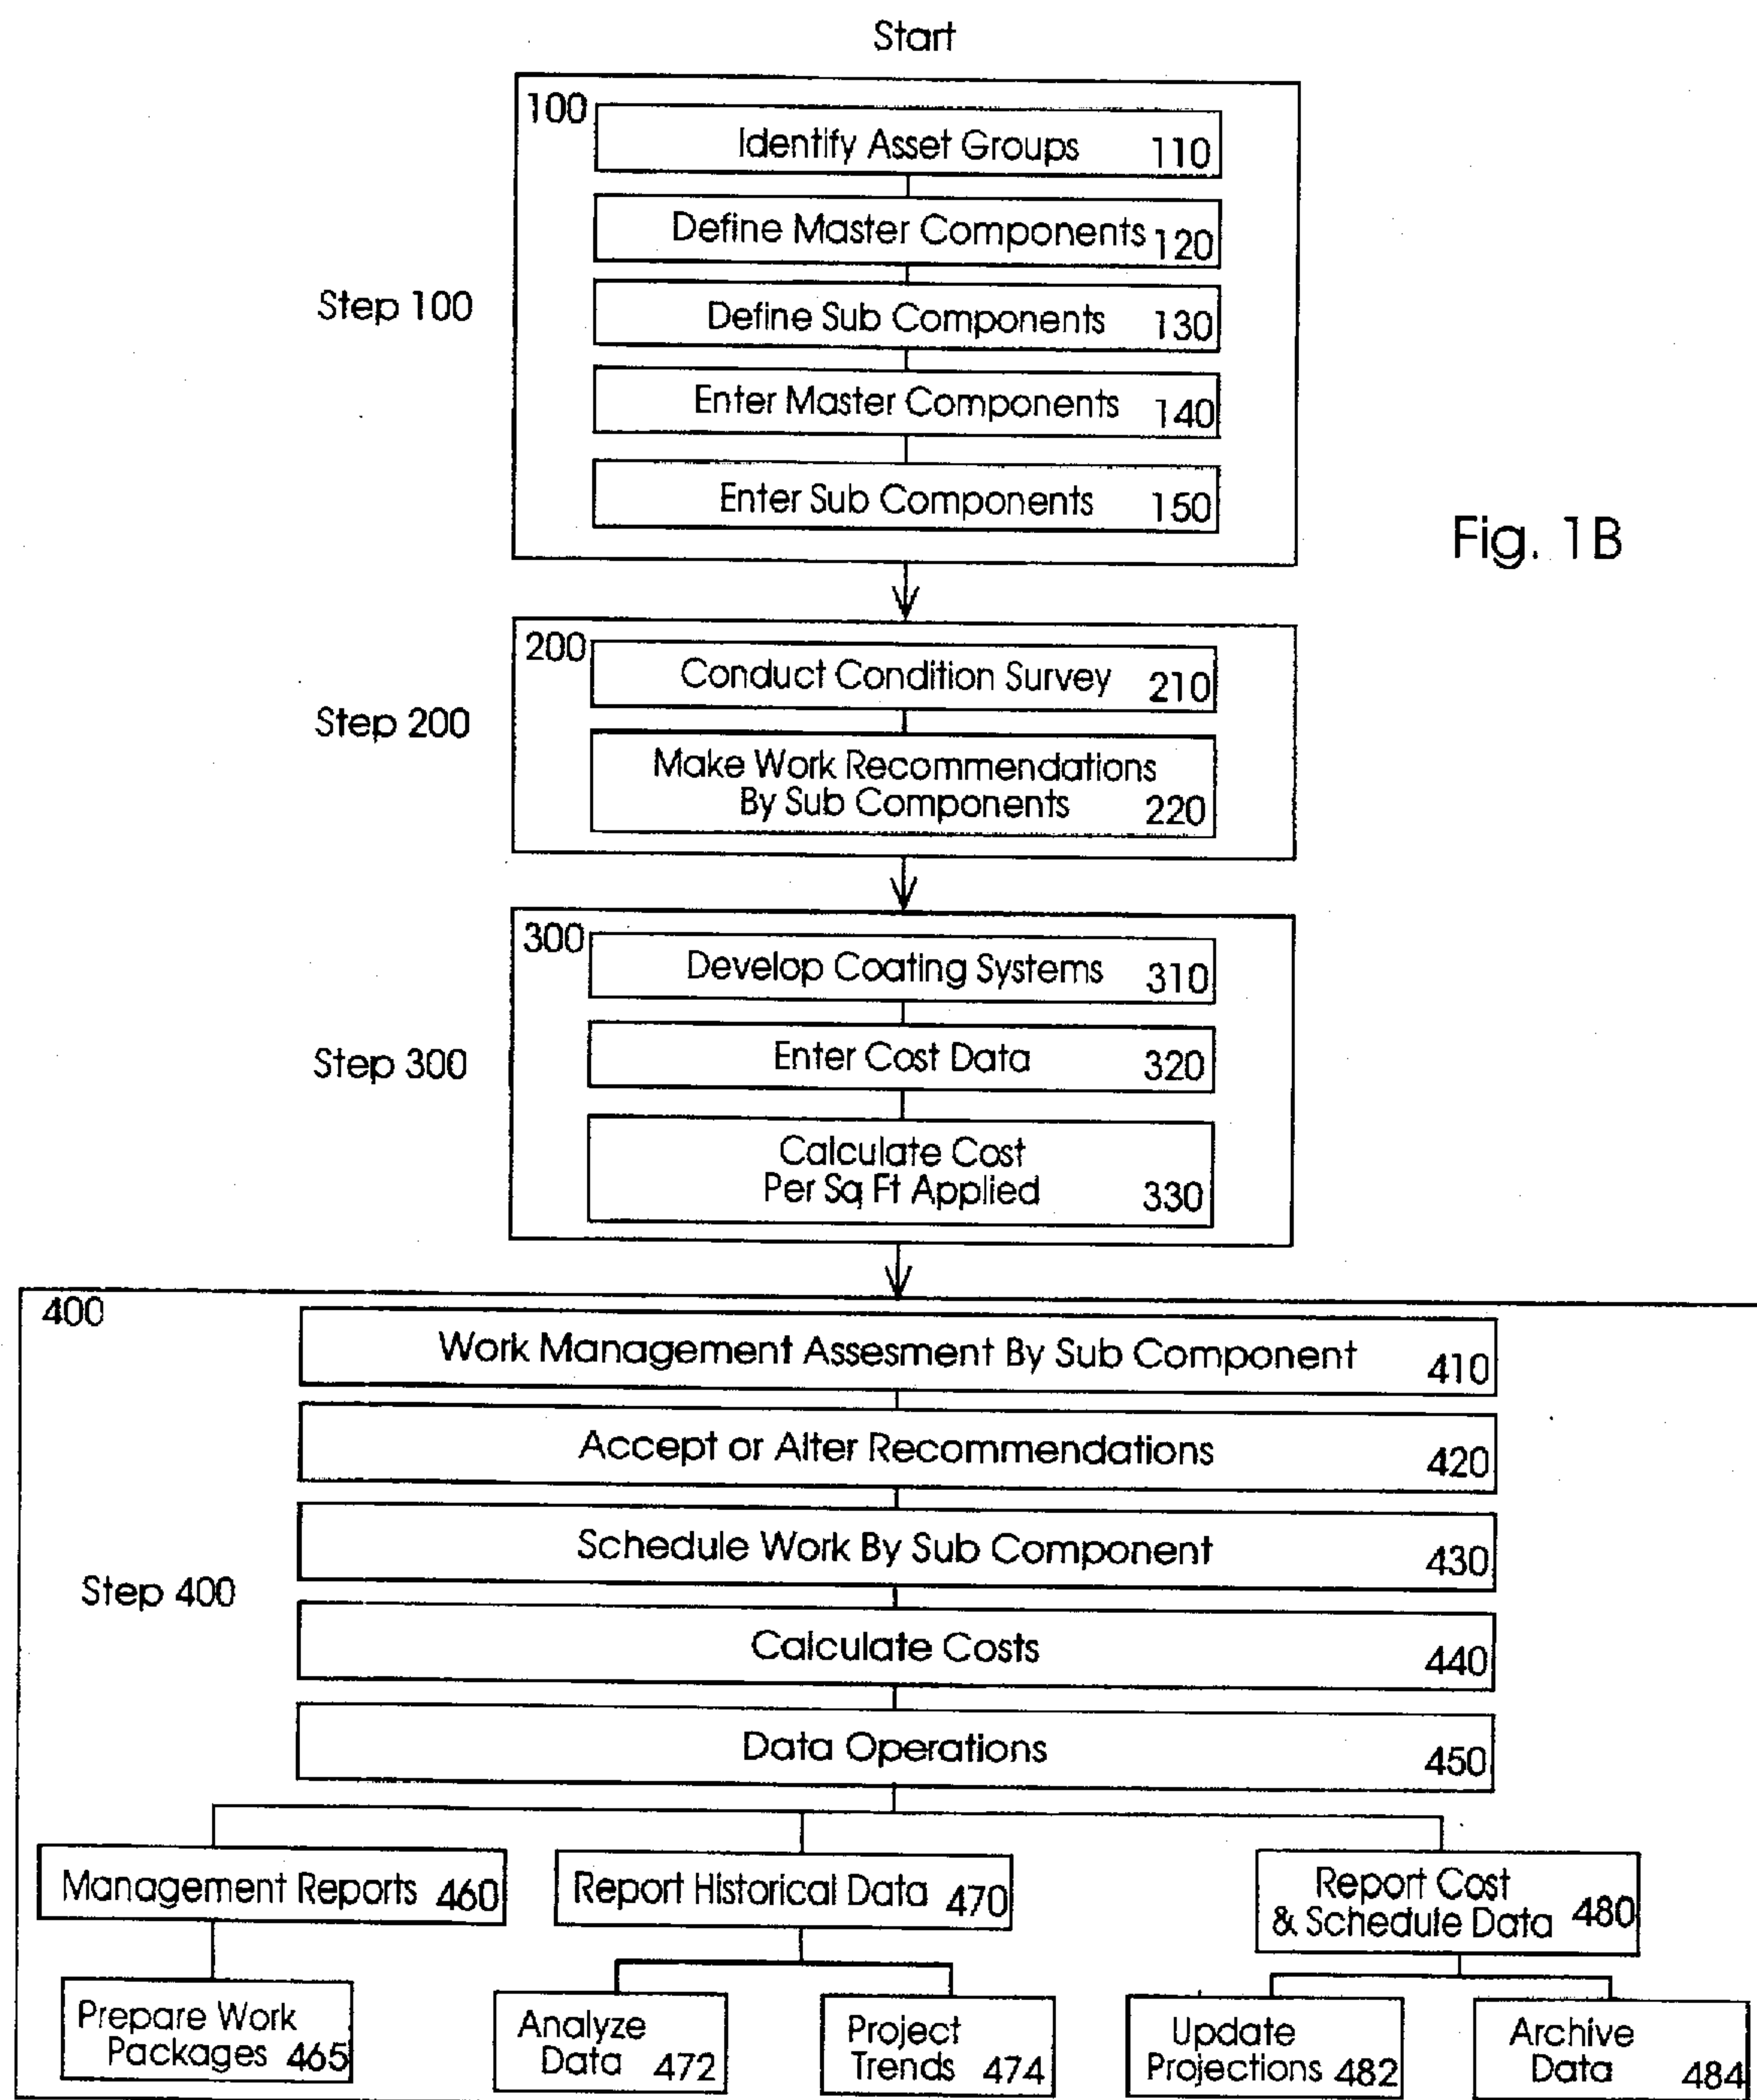 Start
100
Identify Asset Groups 110
Define Master Components 120
Step 100
Define Sub Components 130
Enter Master Components 140
Enter Sub Components 150
Fig. 1B
200
Conduct Condition Survey 210
Step 200
Make Work Recommendations
By Sub Components 220
300
Develop Coating Systems 310
Step 300
Enter Cost Data 320
Calculate Cost
Per Sq Ft Applied 330
400
Work Management Assesment By Sub Component 410
Accept or Alter Recommendations 420
Schedule Work By Sub Component 430
Step 400
Calculate Costs 440
Data Operations 450
Management Reports 460
Report Historical Data 470
Report Cost
& Schedule Data 480
Prepare Work
Packages 465
Analyze
Data 472
Project
Trends 474
Update
Projections 482
Archive
Data 484